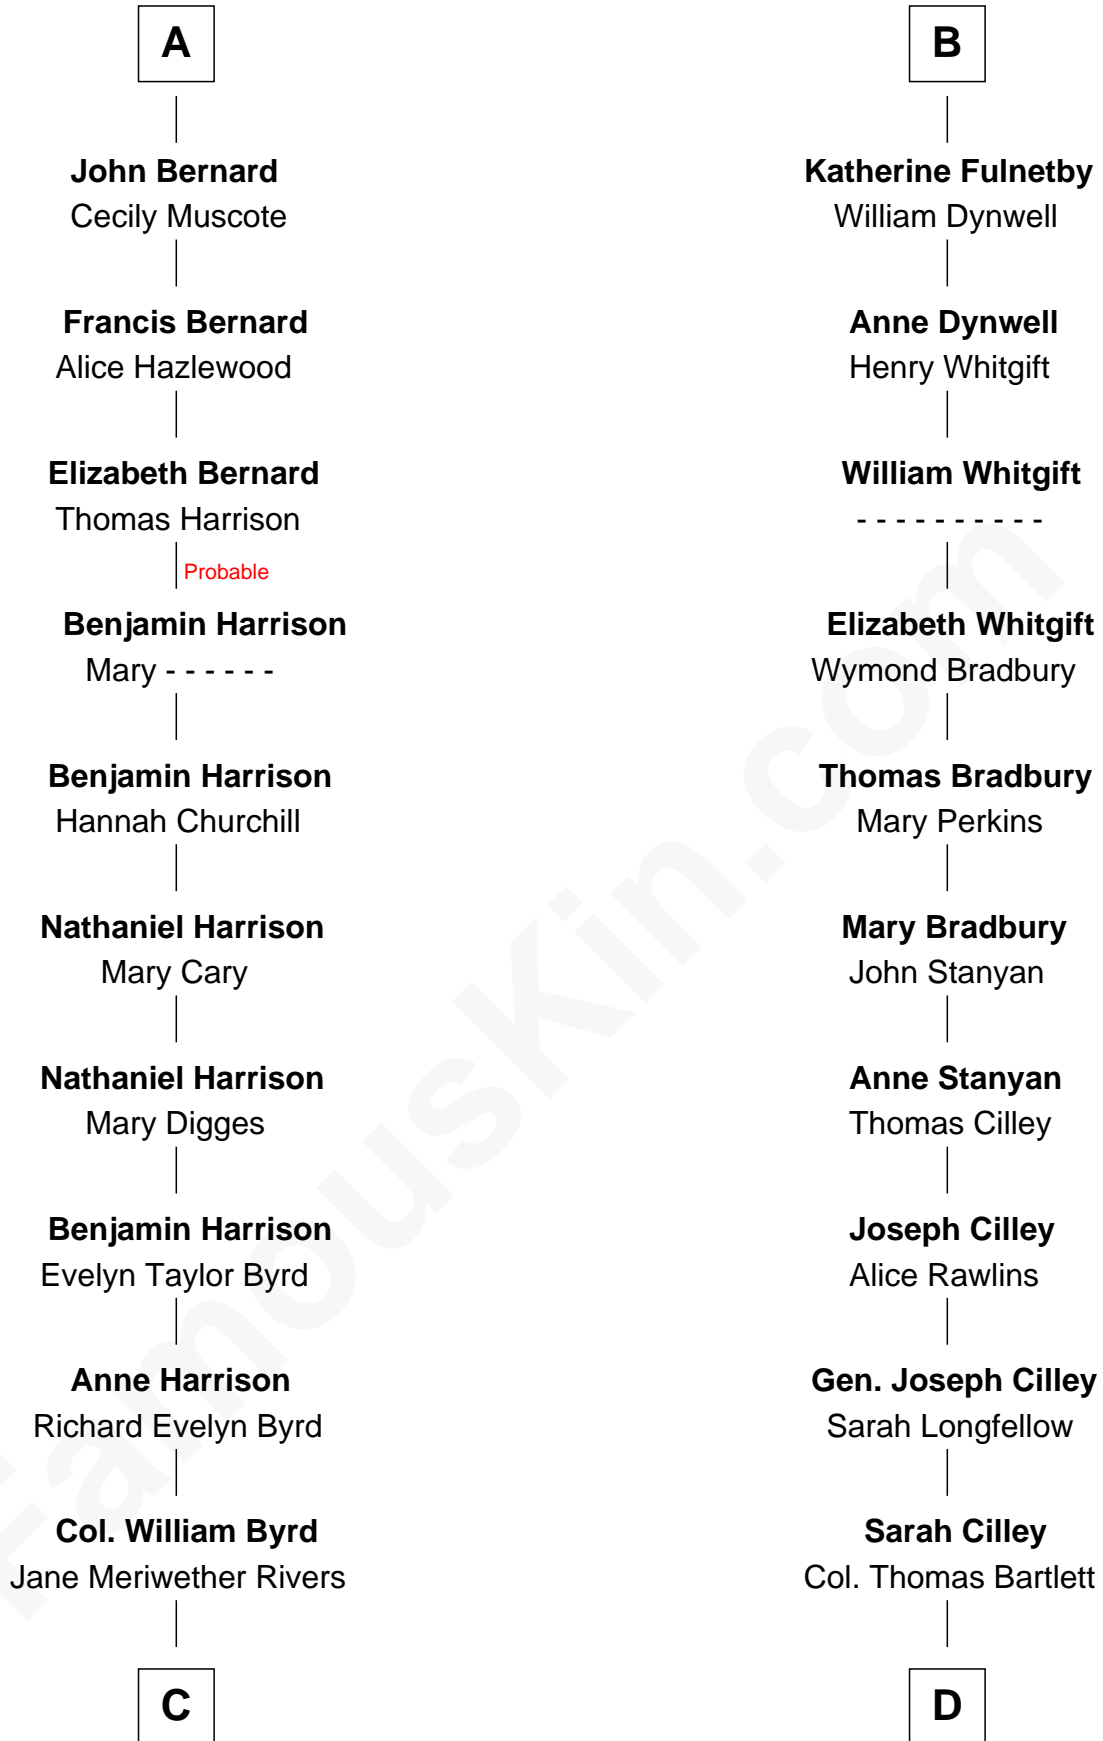 A
John Bernard
Cecily Muscote
Francis Bernard
Alice Hazlewood
Elizabeth Bernard
Thomas Harrison
Probable
Benjamin Harrison
Mary - - - - - -
Benjamin Harrison
Hannah Churchill
Nathaniel Harrison
Mary Cary
Nathaniel Harrison
Mary Digges
Benjamin Harrison
Evelyn Taylor Byrd
Anne Harrison
Richard Evelyn Byrd
Col. William Byrd
Jane Meriwether Rivers
C
B
Katherine Fulnetby
William Dynwell
Anne Dynwell
Henry Whitgift
William Whitgift
- - - - - - - - - -
Elizabeth Whitgift
Wymond Bradbury
Thomas Bradbury
Mary Perkins
Mary Bradbury
John Stanyan
Anne Stanyan
Thomas Cilley
Joseph Cilley
Alice Rawlins
Gen. Joseph Cilley
Sarah Longfellow
Sarah Cilley
Col. Thomas Bartlett
D
FamousKin.com